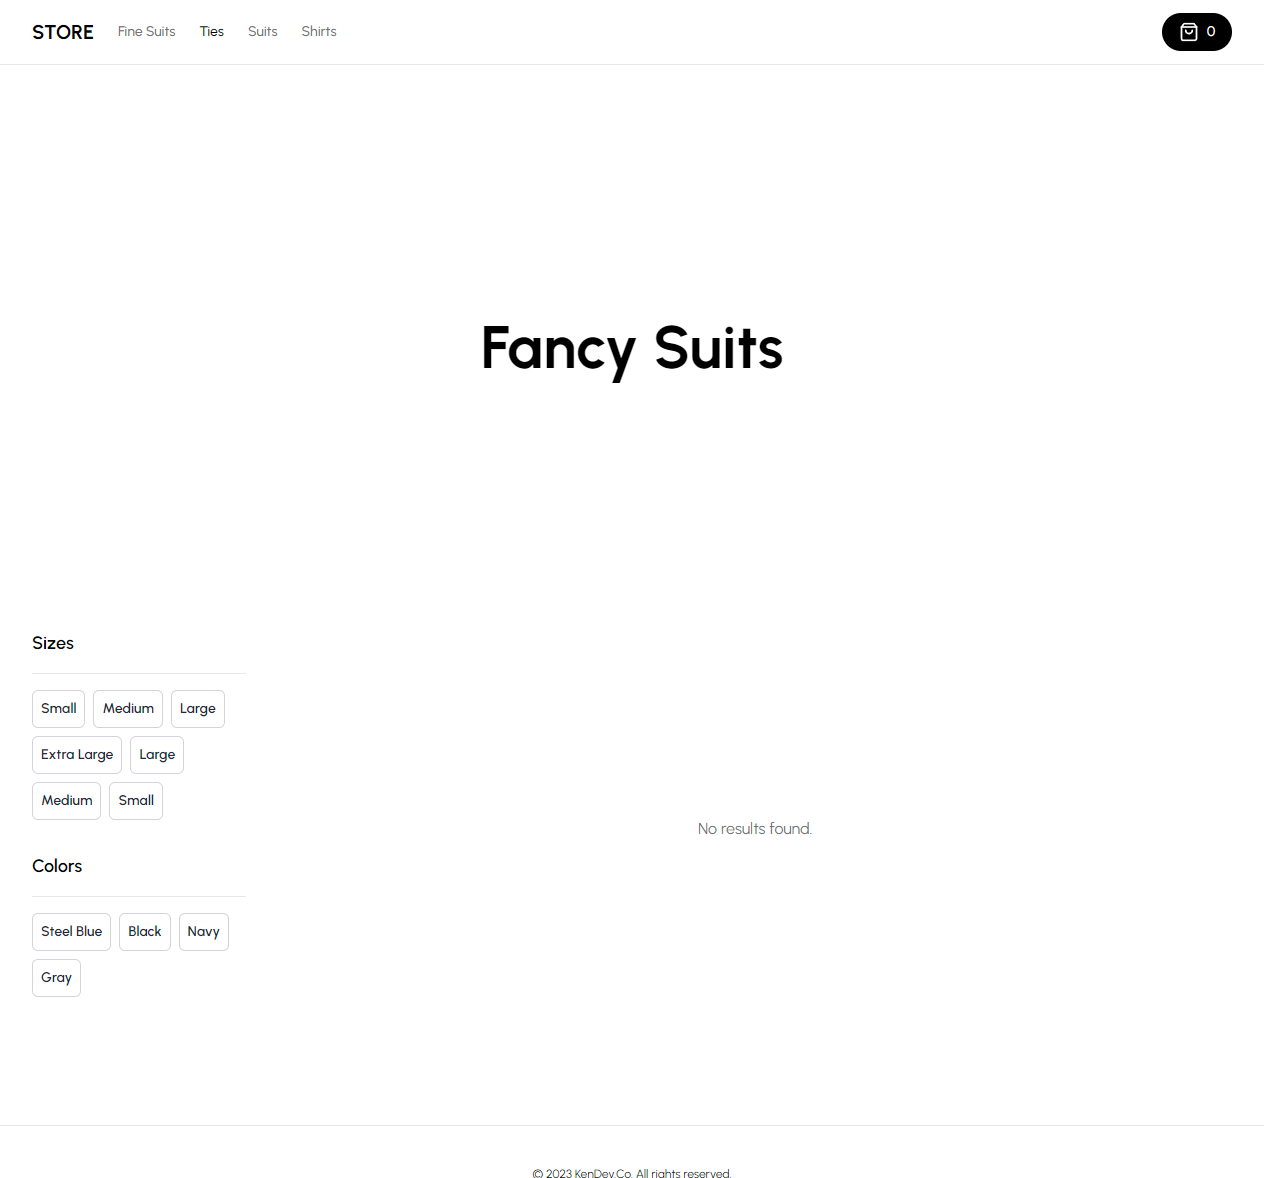 STORE Fine Suits Ties Suits Shirts 0
Fancy Suits
Sizes
Small Medium Large
Extra Large Large
Medium Small
No results found.
Colors
Steel Blue Black Navy
Gray
© 2023 KenDev.Co. All rights reserved.